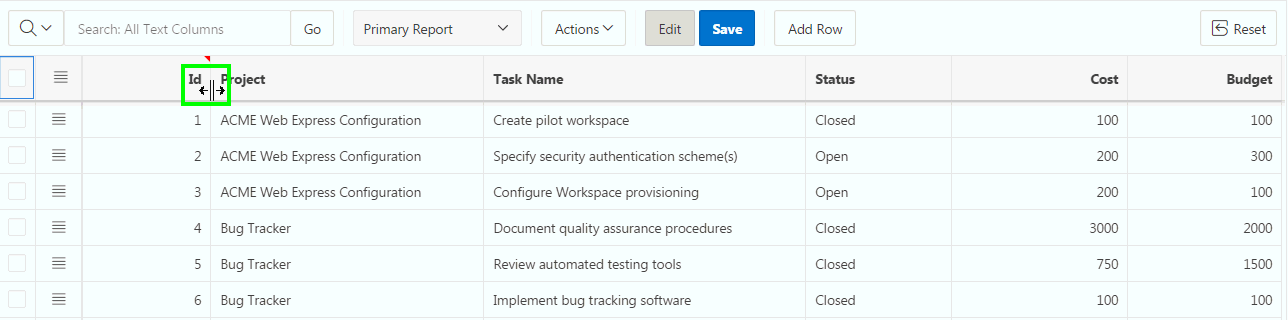 Search: All Text Columns Go Primary Report Actions Edit Save Add Row Reset
Id Project Task Name Status Cost Budget
1 ACME Web Express Configuration Create pilot workspace Closed 100 100
2 ACME Web Express Configuration Specify security authentication scheme(s) Open 200 300
3 ACME Web Express Configuration Configure Workspace provisioning Open 200 100
4 Bug Tracker Document quality assurance procedures Closed 3000 2000
5 Bug Tracker Review automated testing tools Closed 750 1500
6 Bug Tracker Implement bug tracking software Closed 100 100